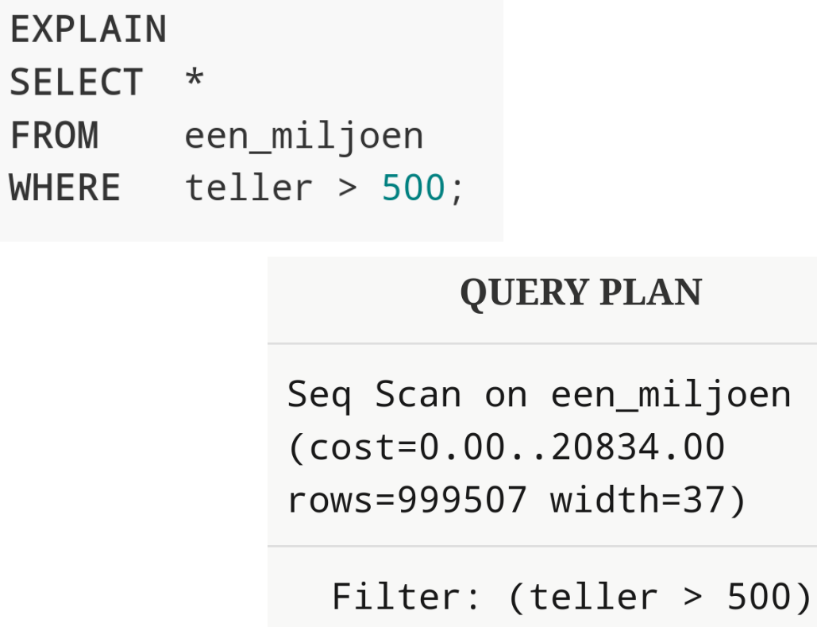 EXPLAIN
SELECT *
FROM een_miljoen
WHERE teller > 500;
QUERY PLAN
Seq Scan on een_miljoen
(cost=0.00..20834.00
rows=999507 width=37)
Filter: (teller > 500)